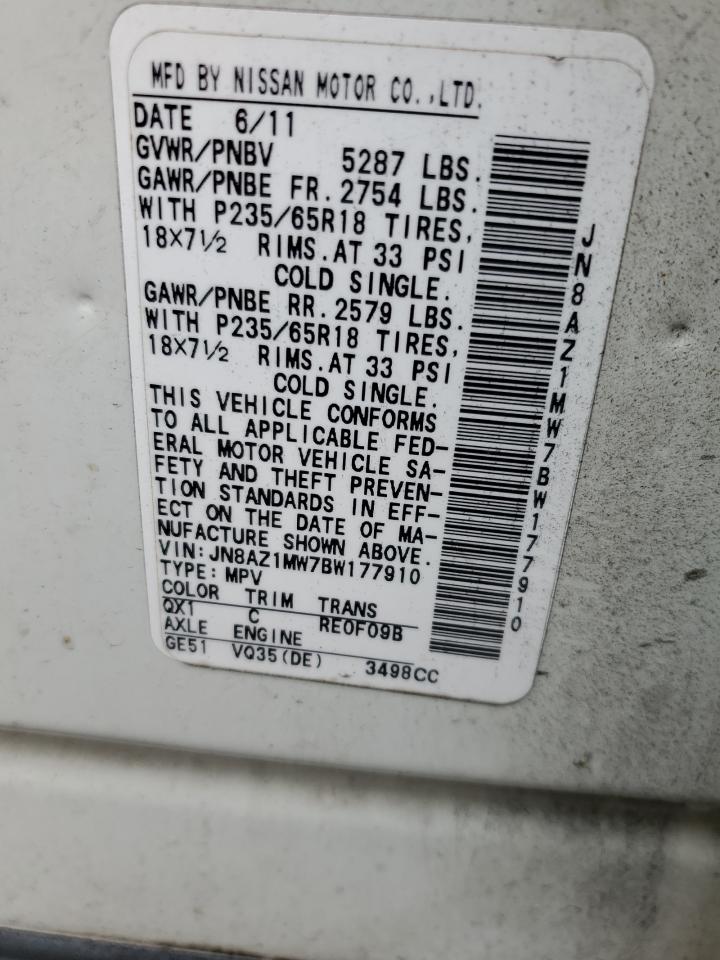 MFD BY NISSAN MOTOR CO.,LTD.
DATE 6/11
GVWR/PNBV 5287 LBS.
GAWR/PNBE FR.2754 LBS.
WITH P235/65R18 TIRES,
18X7½ RIMS.AT 33 PSI
COLD SINGLE.
GAWR/PNBE RR.2579 LBS.
WITH P235/65R18 TIRES,
18X7½ RIMS.AT 33 PSI
COLD SINGLE.
THIS VEHICLE CONFORMS
TO ALL APPLICABLE FED-
ERAL MOTOR VEHICLE SA-
FETY AND THEFT PREVEN-
TION STANDARDS IN EFF-
ECT ON THE DATE OF MA-
NUFACTURE SHOWN ABOVE.
VIN:JN8AZ1MW7BW177910
TYPE:MPV
COLOR TRIM TRANS
QX1 C RE0F09B
AXLE ENGINE
GE51 VQ35(DE) 3498CC
JN8AZ1MW7BW177910